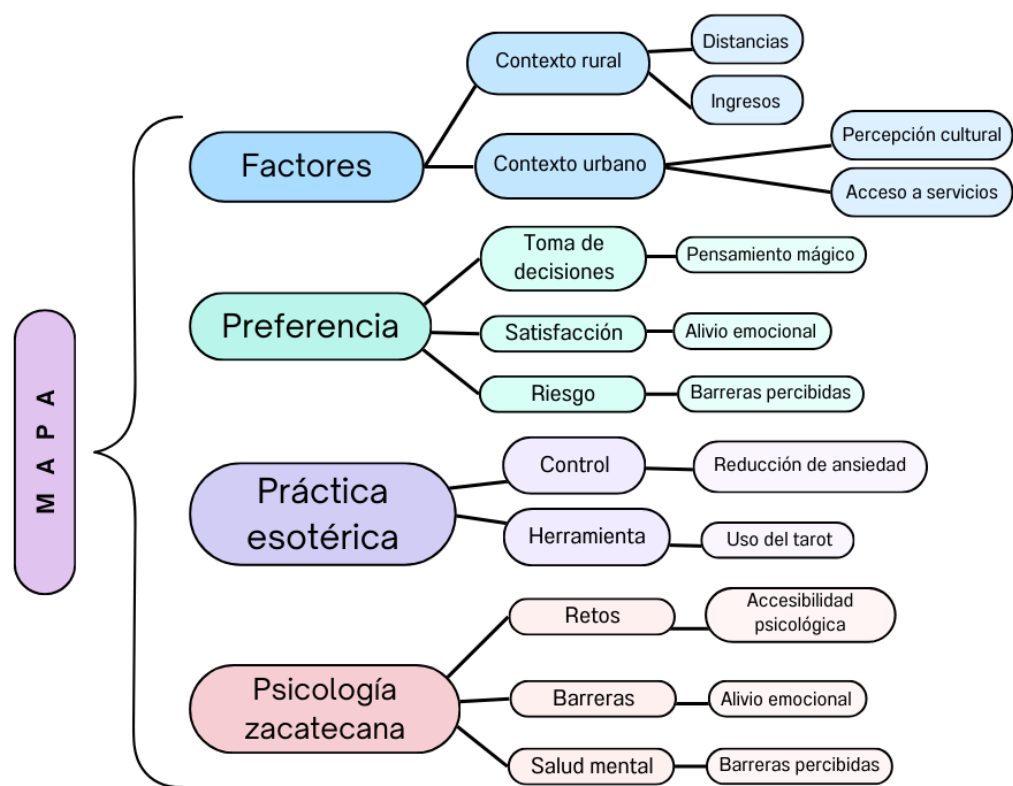 MAPA
Factores
Contexto rural
Distancias
Ingresos
Contexto urbano
Percepción cultural
Acceso a servicios
Preferencia
Toma de
decisiones
Pensamiento mágico
Satisfacción
Alivio emocional
Riesgo
Barreras percibidas
Práctica
esotérica
Control
Reducción de ansiedad
Herramienta
Uso del tarot
Psicología
zacatecana
Retos
Accesibilidad
psicológica
Barreras
Alivio emocional
Salud mental
Barreras percibidas